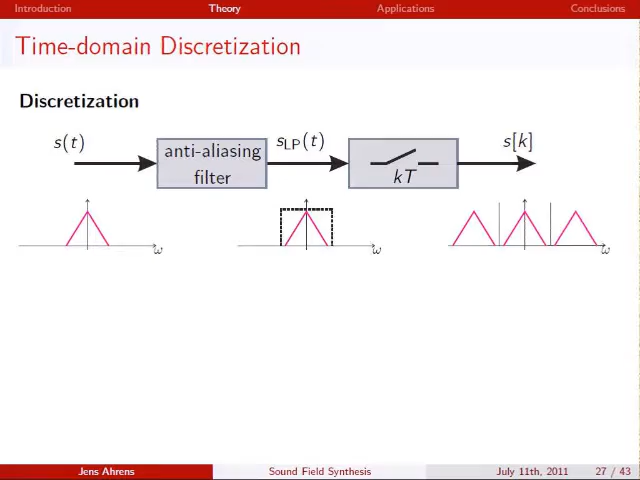 Introduction Theory Applications Conclusions
Time-domain Discretization
Discretization
s(t) anti-aliasing filter s_LP(t) kT s[k]
ω ω ω
Jens Ahrens Sound Field Synthesis July 11th, 2011 27 / 43